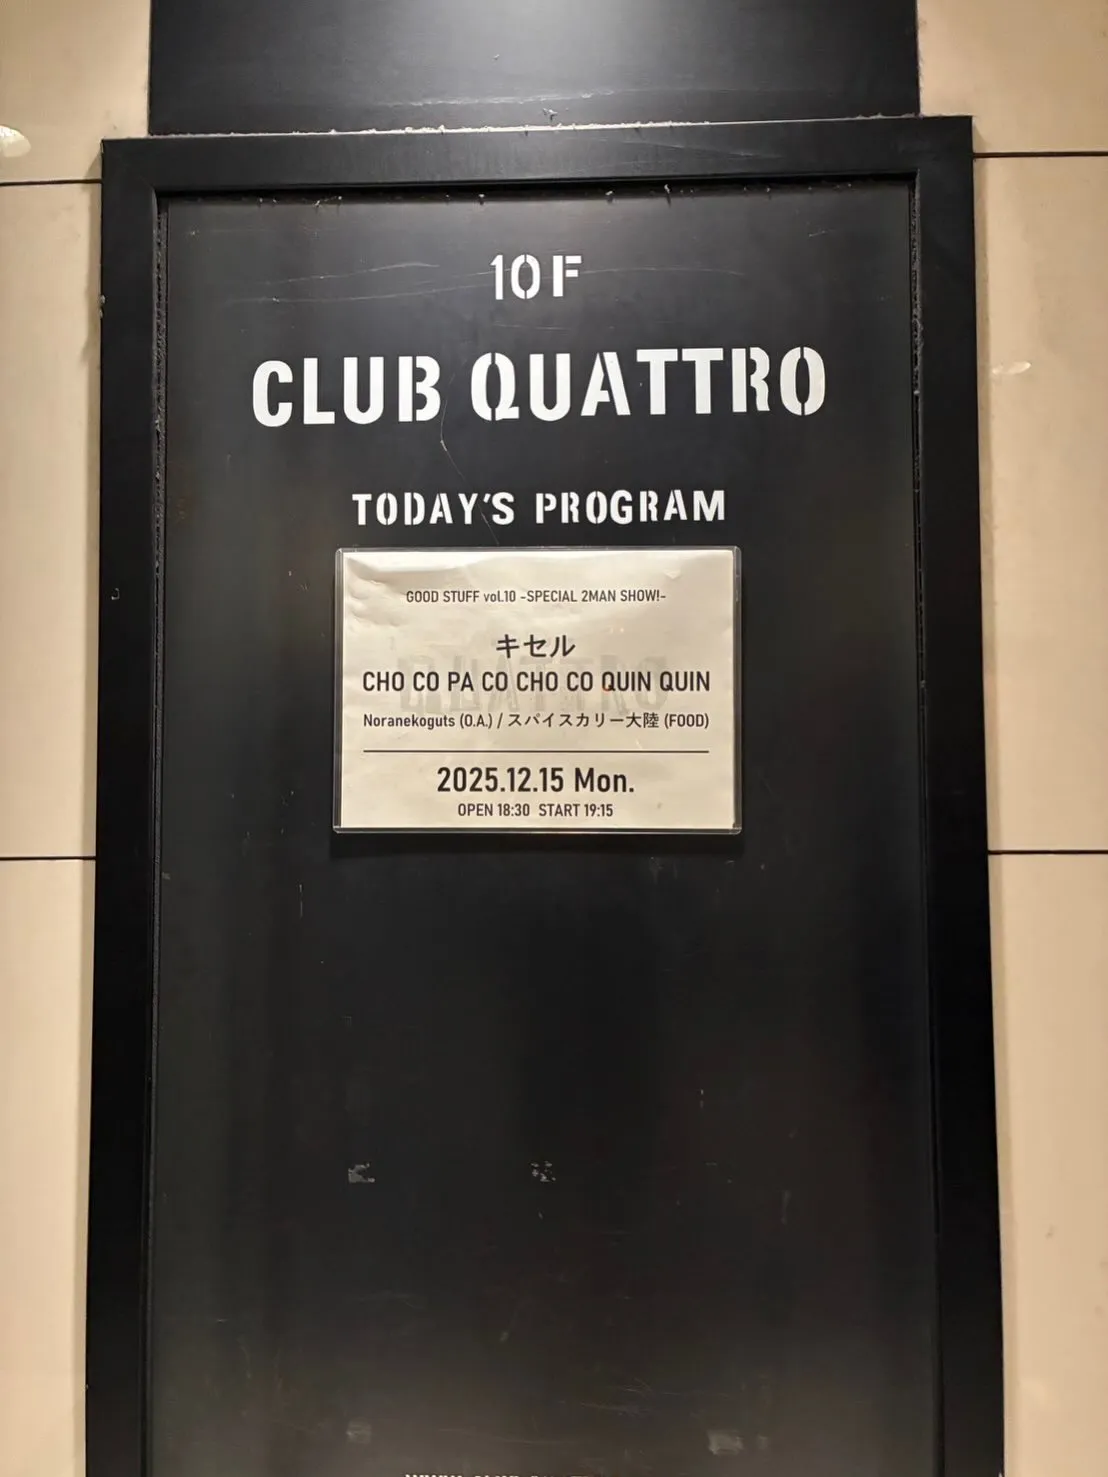 10F
CLUB QUATTRO
TODAY'S PROGRAM
GOOD STUFF vol.10 -SPECIAL 2MAN SHOW!-
キセル
CHO CO PA CO CHO CO QUIN QUIN
Noranekoguts (O.A.) / スパイスカリー大陸 (FOOD)
2025.12.15 Mon.
OPEN 18:30 START 19:15